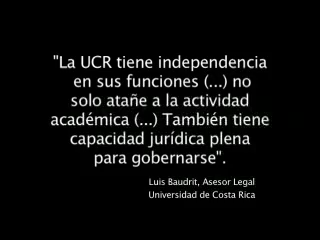 "La UCR tiene independencia
en sus funciones (...) no
solo atañe a la actividad
académica (...) También tiene
capacidad jurídica plena
para gobernarse".
Luis Baudrit, Asesor Legal
Universidad de Costa Rica